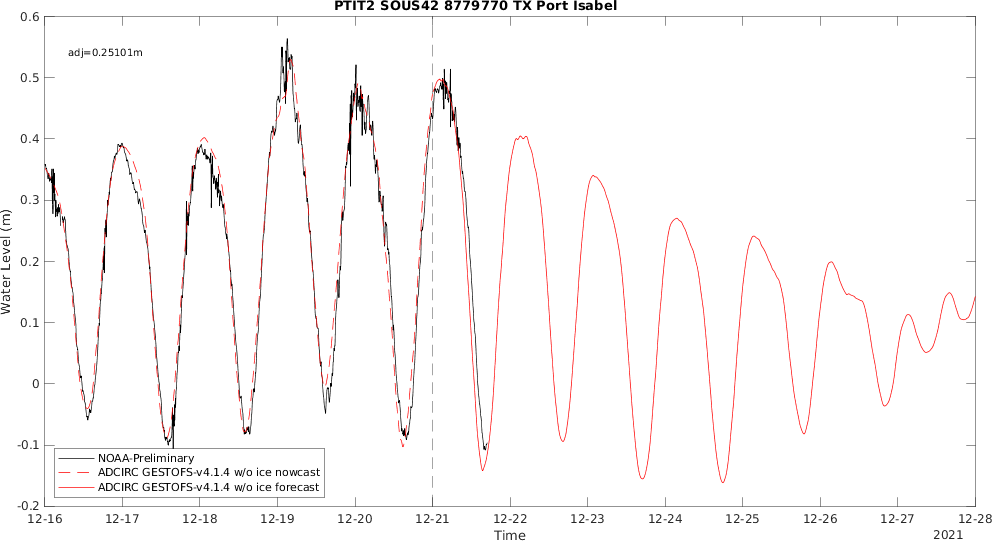 PTIT2 SOUS42 8779770 TX Port Isabel
adj=0.25101m
0.6
0.5
0.4
0.3
0.2
0.1
0
-0.1
-0.2
Water Level (m)
NOAA-Preliminary
ADCIRC GESTOFS-v4.1.4 w/o ice nowcast
ADCIRC GESTOFS-v4.1.4 w/o ice forecast
12-16 12-17 12-18 12-19 12-20 12-21 12-22 12-23 12-24 12-25 12-26 12-27 12-28
Time
2021